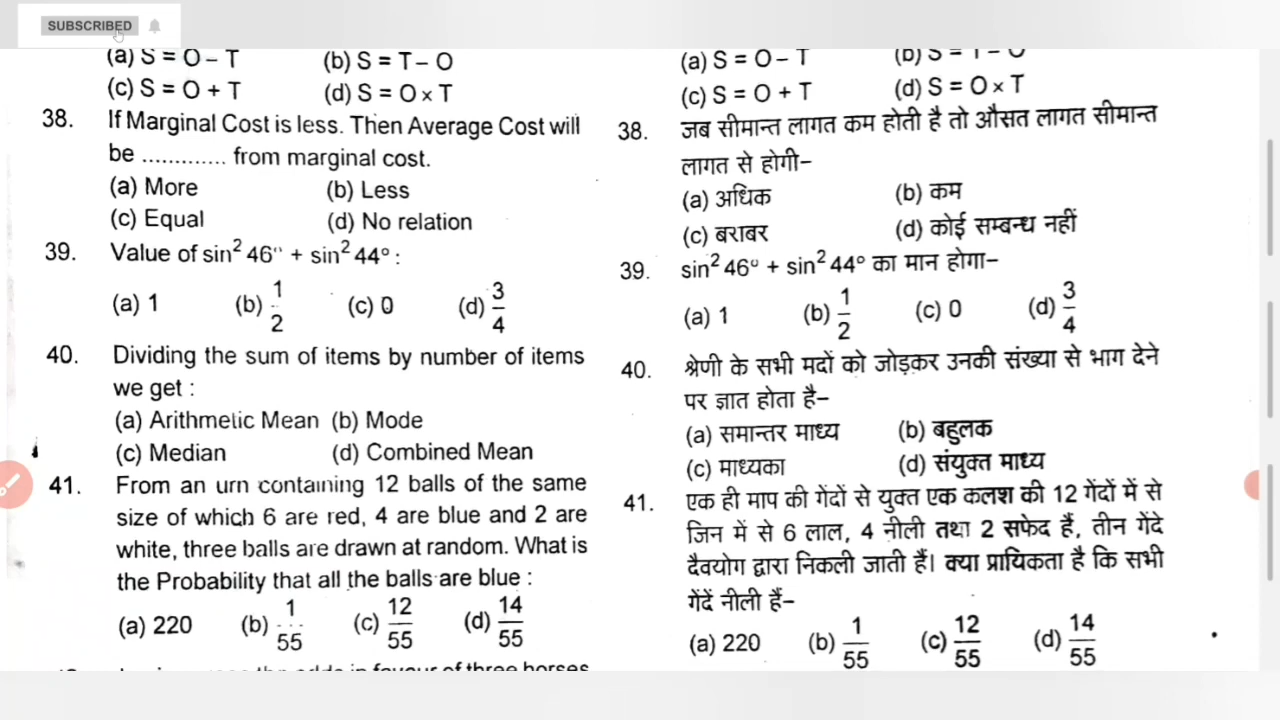 SUBSCRIBED
(a) S = O – T (b) S = T – O
(c) S = O + T (d) S = O × T
38. If Marginal Cost is less. Then Average Cost will
be ............. from marginal cost.
(a) More (b) Less
(c) Equal (d) No relation
39. Value of sin² 46° + sin² 44° :
(a) 1 (b) 1/2 (c) 0 (d) 3/4
40. Dividing the sum of items by number of items
we get :
(a) Arithmetic Mean (b) Mode
(c) Median (d) Combined Mean
41. From an urn containing 12 balls of the same
size of which 6 are red, 4 are blue and 2 are
white, three balls are drawn at random. What is
the Probability that all the balls are blue :
(a) 220 (b) 1/55 (c) 12/55 (d) 14/55
the odds in favour of three horses
(a) S = O – T (b) S = T – O
(c) S = O + T (d) S = O × T
38. जब सीमान्त लागत कम होती है तो औसत लागत सीमान्त
लागत से होगी–
(a) अधिक (b) कम
(c) बराबर (d) कोई सम्बन्ध नहीं
39. sin² 46° + sin² 44° का मान होगा–
(a) 1 (b) 1/2 (c) 0 (d) 3/4
40. श्रेणी के सभी मदों को जोड़कर उनकी संख्या से भाग देने
पर ज्ञात होता है–
(a) समान्तर माध्य (b) बहुलक
(c) माध्यका (d) संयुक्त माध्य
41. एक ही माप की गेंदों से युक्त एक कलश की 12 गेंदों में से
जिन में से 6 लाल, 4 नीली तथा 2 सफेद हैं, तीन गेंदे
दैवयोग द्वारा निकली जाती हैं। क्या प्रायिकता है कि सभी
गेंदें नीली हैं–
(a) 220 (b) 1/55 (c) 12/55 (d) 14/55